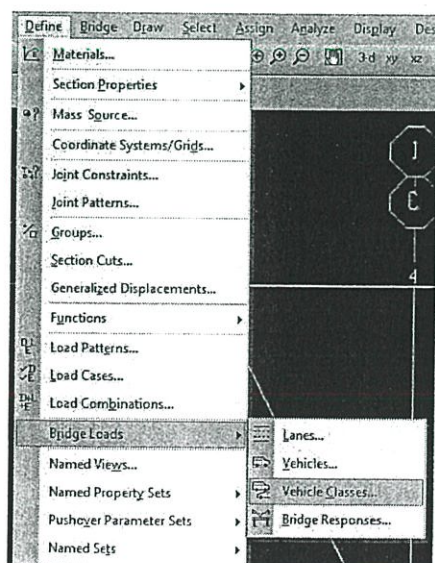 Define Bridge Draw Select Assign Analyze Display Des
Materials...
3-d xy xz
Section Properties
Mass Source...
Coordinate Systems/Grids...
Joint Constraints...
Joint Patterns...
Groups...
Section Cuts...
Generalized Displacements...
Functions
Load Patterns...
Load Cases...
Load Combinations...
Bridge Loads
Lanes...
Named Views...
Vehicles...
Named Property Sets
Vehicle Classes...
Pushover Parameter Sets
Bridge Responses...
Named Sets
4